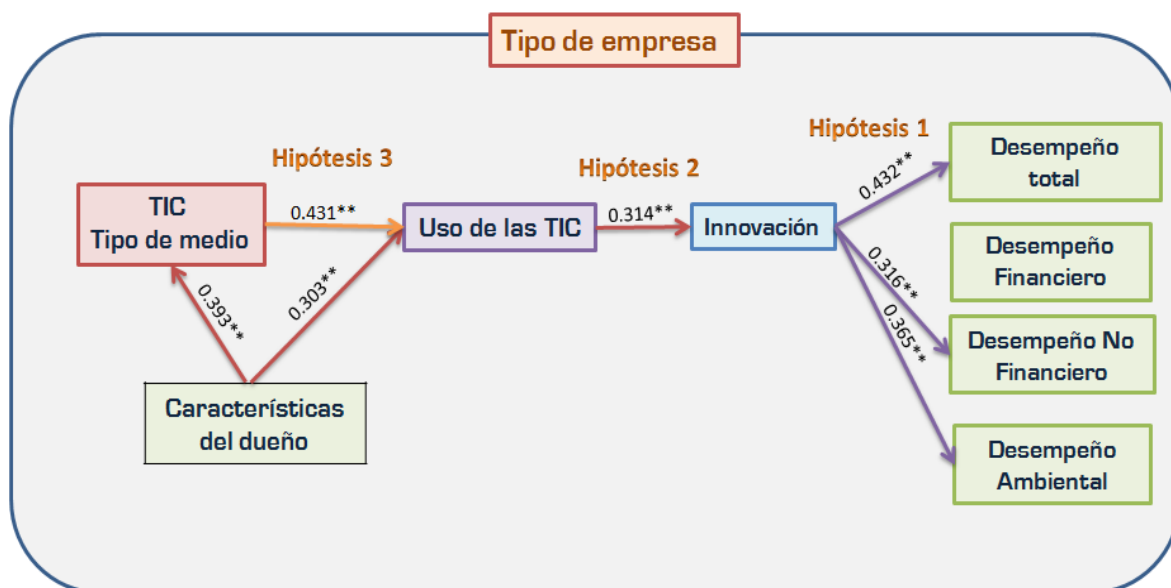 Tipo de empresa
Hipótesis 3
Hipótesis 2
Hipótesis 1
TIC
Tipo de medio
0.431**
Uso de las TIC
0.314**
Innovación
0.432**
0.316**
0.365**
Desempeño
total
Desempeño
Financiero
Desempeño No
Financiero
Desempeño
Ambiental
0.393**
0.303**
Características
del dueño